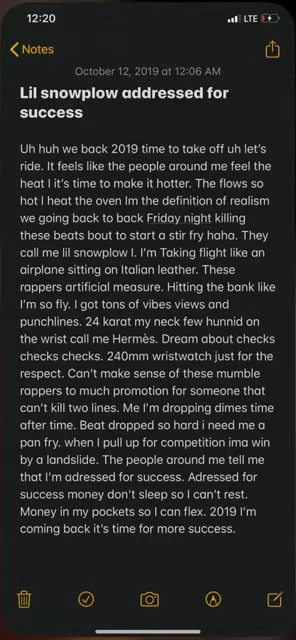 12:20
LTE
Notes
October 12, 2019 at 12:06 AM
Lil snowplow addressed for
success
Uh huh we back 2019 time to take off uh let's
ride. It feels like the people around me feel the
heat I it's time to make it hotter. The flows so
hot I heat the oven Im the definition of realism
we going back to back Friday night killing
these beats bout to start a stir fry haha. They
call me lil snowplow I. I'm Taking flight like an
airplane sitting on Italian leather. These
rappers artificial measure. Hitting the bank like
I'm so fly. I got tons of vibes views and
punchlines. 24 karat my neck few hunnid on
the wrist call me Hermès. Dream about checks
checks checks. 240mm wristwatch just for the
respect. Can't make sense of these mumble
rappers to much promotion for someone that
can't kill two lines. Me I'm dropping dimes time
after time. Beat dropped so hard i need me a
pan fry. when I pull up for competition ima win
by a landslide. The people around me tell me
that I'm adressed for success. Adressed for
success money don't sleep so I can't rest.
Money in my pockets so I can flex. 2019 I'm
coming back it's time for more success.